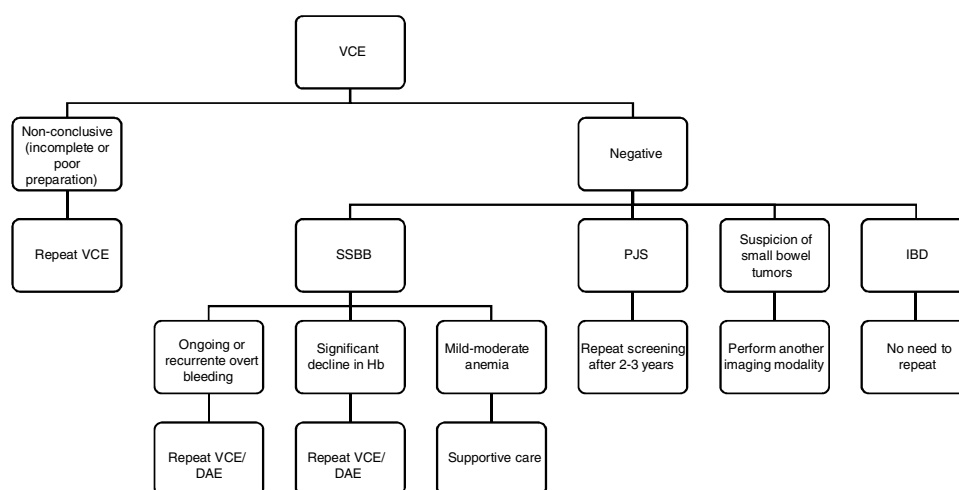 VCE
Non-conclusive
(incomplete or
poor
preparation)
Negative
Repeat VCE
SSBB
PJS
Suspicion of
small bowel
tumors
IBD
Ongoing or
recurrente overt
bleeding
Significant
decline in Hb
Mild-moderate
anemia
Repeat screening
after 2-3 years
Perform another
imaging modality
No need to
repeat
Repeat VCE/
DAE
Repeat VCE/
DAE
Supportive care